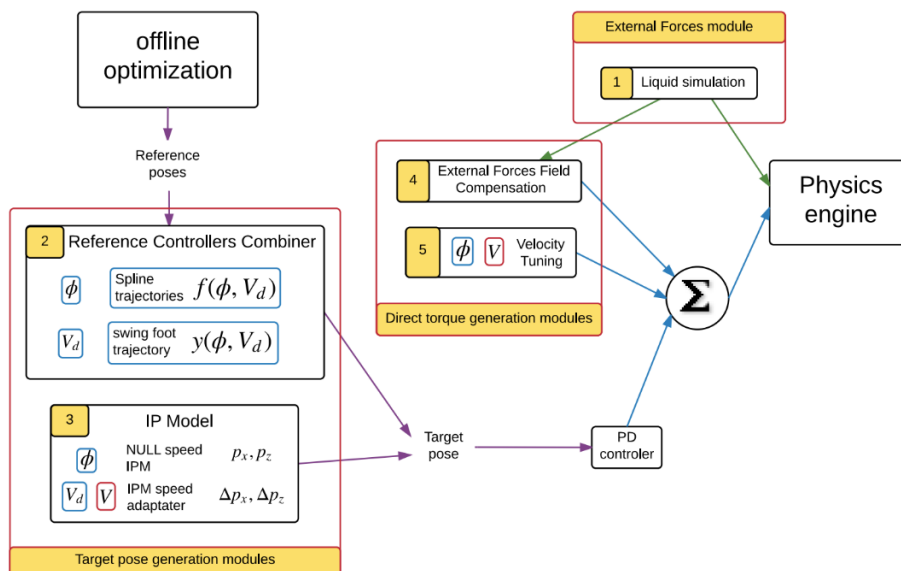 offline
optimization
Reference
poses
External Forces module
1 Liquid simulation
4 External Forces Field
Compensation
5 ϕ V Velocity
Tuning
Direct torque generation modules
Physics
engine
Σ
2 Reference Controllers Combiner
ϕ Spline
trajectories f(ϕ, V_d)
V_d swing foot
trajectory y(ϕ, V_d)
3 IP Model
ϕ NULL speed
IPM p_x, p_z
V_d V IPM speed
adaptater Δp_x, Δp_z
Target pose generation modules
Target
pose
PD
controler